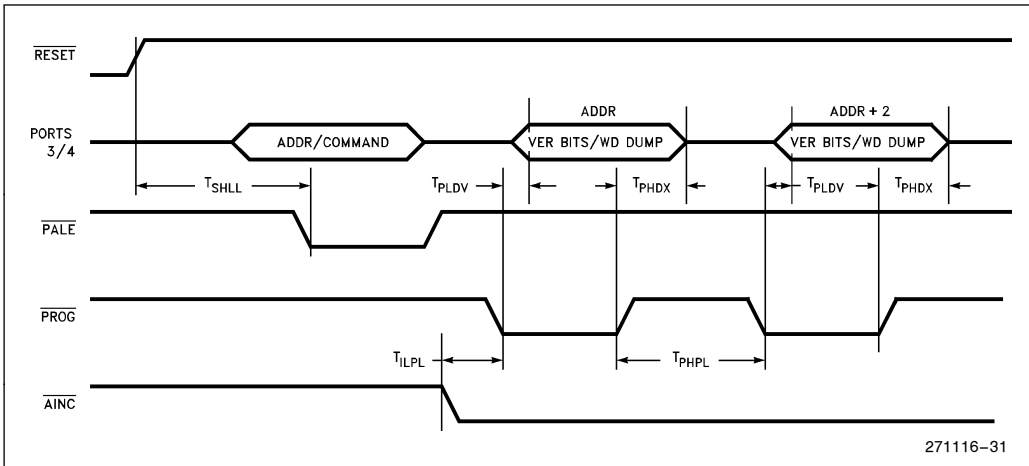 RESET
ADDR
ADDR + 2
PORTS
3/4
ADDR/COMMAND
VER BITS/WD DUMP
VER BITS/WD DUMP
TSHLL
TPLDV
TPHDX
TPLDV
TPHDX
PALE
PROG
TILPL
TPHPL
AINC
271116–31